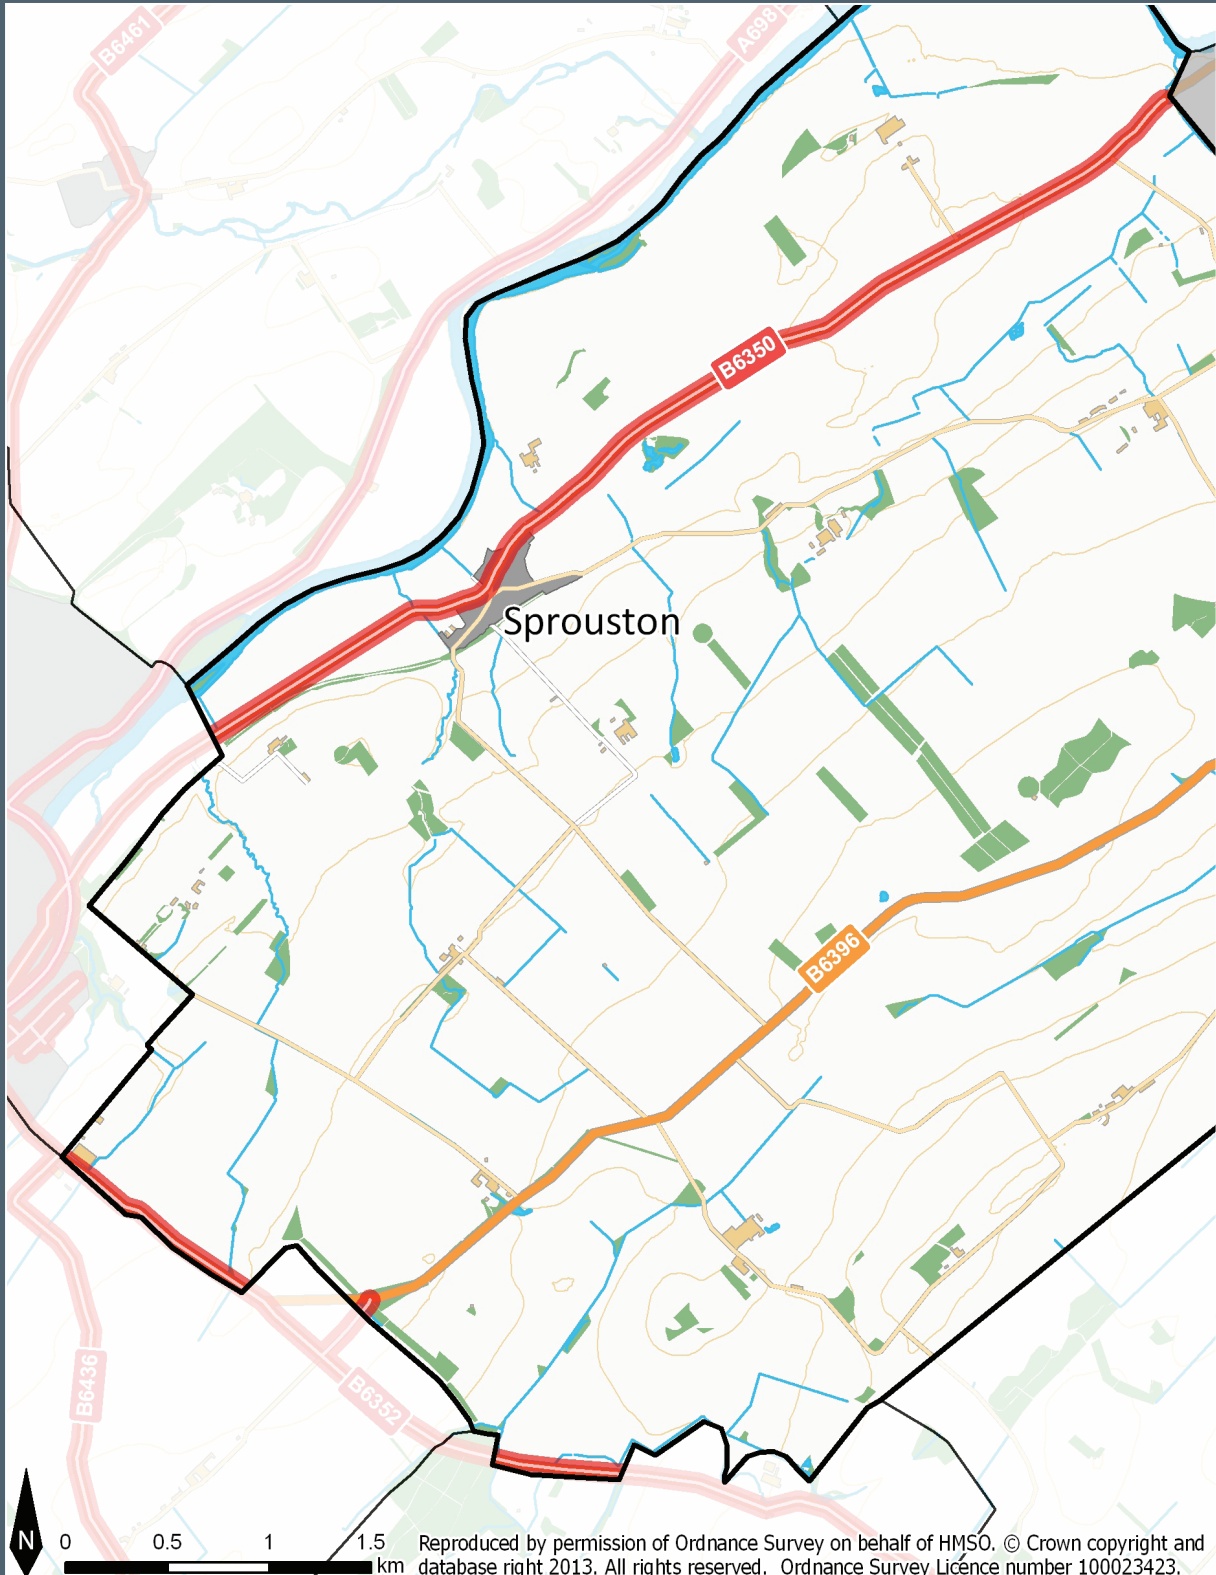 B6461
A698
B6350
Sprouston
B6396
B6436
B6352
N
0 0.5 1 1.5
km
Reproduced by permission of Ordnance Survey on behalf of HMSO. © Crown copyright and
database right 2013. All rights reserved. Ordnance Survey Licence number 100023423.